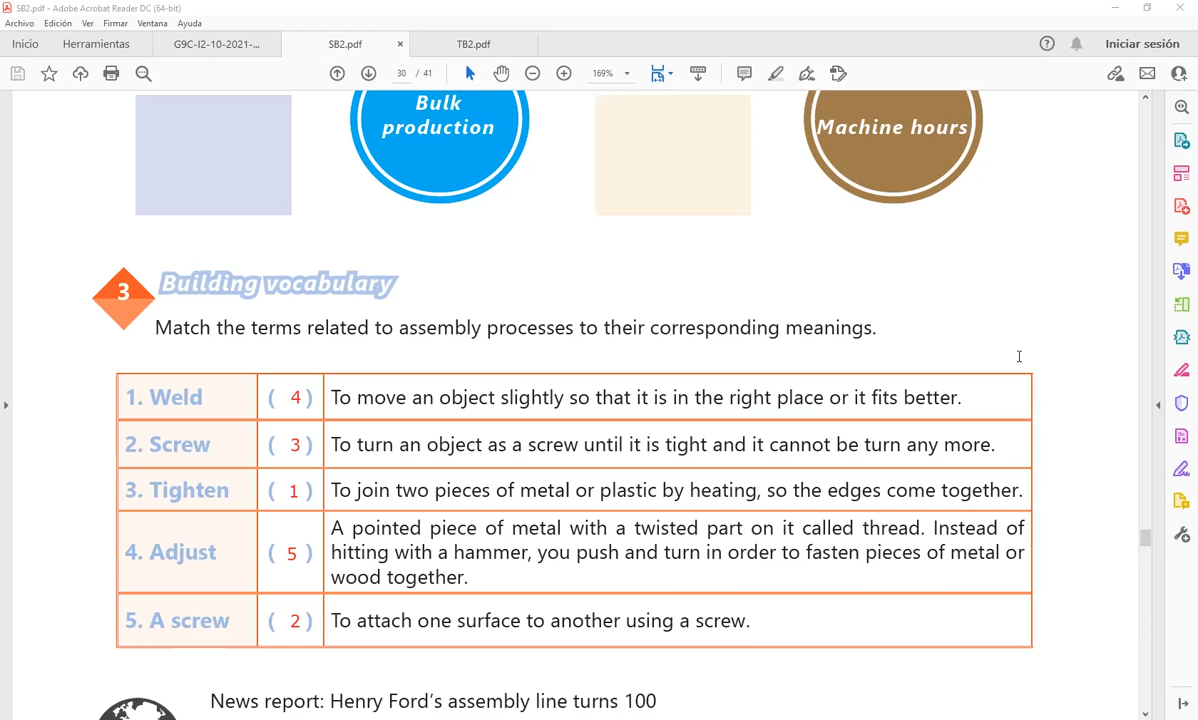 SB2.pdf - Adobe Acrobat Reader DC (64-bit)
Archivo Edición Ver Firmar Ventana Ayuda
Inicio Herramientas G9C-I2-10-2021-... SB2.pdf × TB2.pdf Iniciar sesión
30 / 41 169%
Bulk
production
Machine hours
3 Building vocabulary
Match the terms related to assembly processes to their corresponding meanings.
1. Weld ( 4 ) To move an object slightly so that it is in the right place or it fits better.
2. Screw ( 3 ) To turn an object as a screw until it is tight and it cannot be turn any more.
3. Tighten ( 1 ) To join two pieces of metal or plastic by heating, so the edges come together.
4. Adjust ( 5 ) A pointed piece of metal with a twisted part on it called thread. Instead of
hitting with a hammer, you push and turn in order to fasten pieces of metal or
wood together.
5. A screw ( 2 ) To attach one surface to another using a screw.
News report: Henry Ford's assembly line turns 100